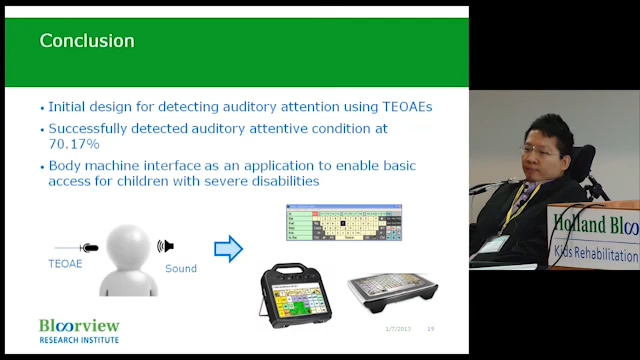 Conclusion
Initial design for detecting auditory attention using TEOAEs
Successfully detected auditory attentive condition at
70.17%
Body machine interface as an application to enable basic
access for children with severe disabilities
TEOAE
Sound
Bloorview
RESEARCH INSTITUTE
1/7/2013 19
Holland Bl
Kids Rehabilitation